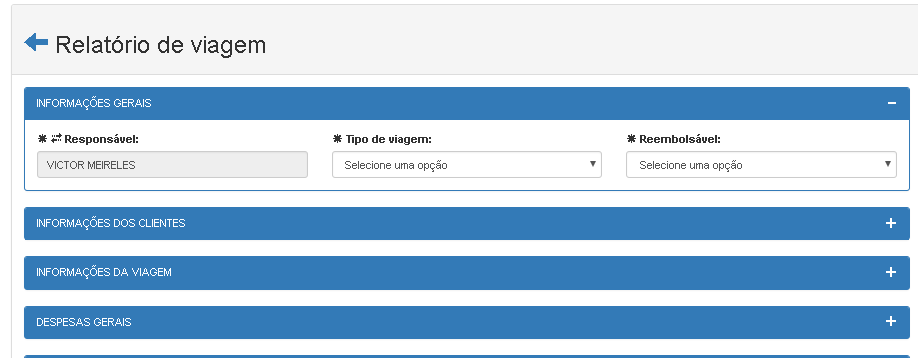 Relatório de viagem
INFORMAÇÕES GERAIS
✱ ⇄ Responsável: ✱ Tipo de viagem: ✱ Reembolsável:
VICTOR MEIRELES Selecione uma opção Selecione uma opção
INFORMAÇÕES DOS CLIENTES
INFORMAÇÕES DA VIAGEM
DESPESAS GERAIS